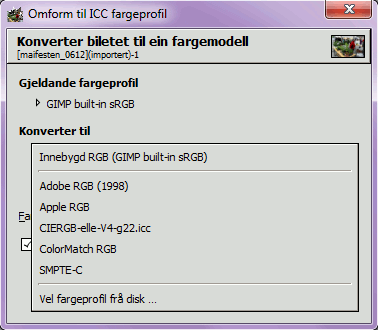 Omform til ICC fargeprofil
Konverter biletet til ein fargemodell
[maifesten_0612](importert)-1
Gjeldande fargeprofil
GIMP built-in sRGB
Konverter til
Innebygd RGB (GIMP built-in sRGB)
Adobe RGB (1998)
Apple RGB
CIERGB-elle-V4-g22.icc
ColorMatch RGB
SMPTE-C
Vel fargeprofil frå disk ...